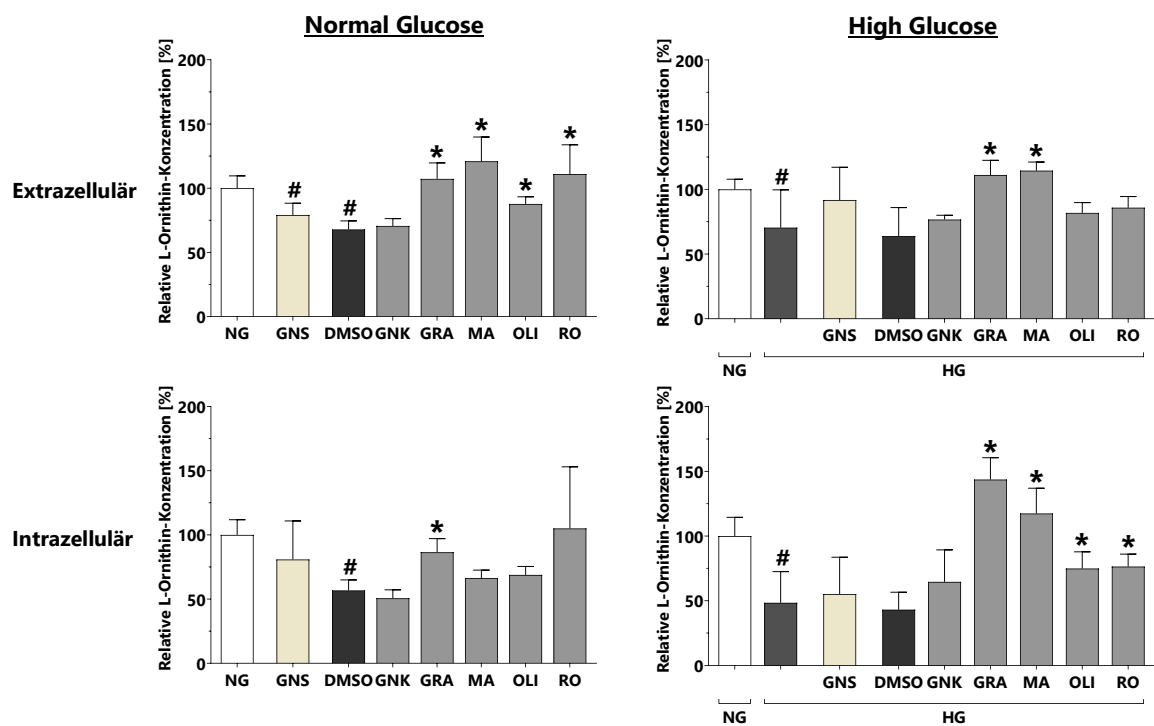 Normal Glucose
High Glucose
Extrazellulär
Relative L-Ornithin-Konzentration [%]
200
150
100
50
0
#
#
*
*
*
*
NG GNS DMSO GNK GRA MA OLI RO
Relative L-Ornithin-Konzentration [%]
200
150
100
50
0
#
*
*
GNS DMSO GNK GRA MA OLI RO
NG HG
Intrazellulär
Relative L-Ornithin-Konzentration [%]
200
150
100
50
0
#
*
NG GNS DMSO GNK GRA MA OLI RO
Relative L-Ornithin-Konzentration [%]
200
150
100
50
0
#
*
*
*
*
GNS DMSO GNK GRA MA OLI RO
NG HG